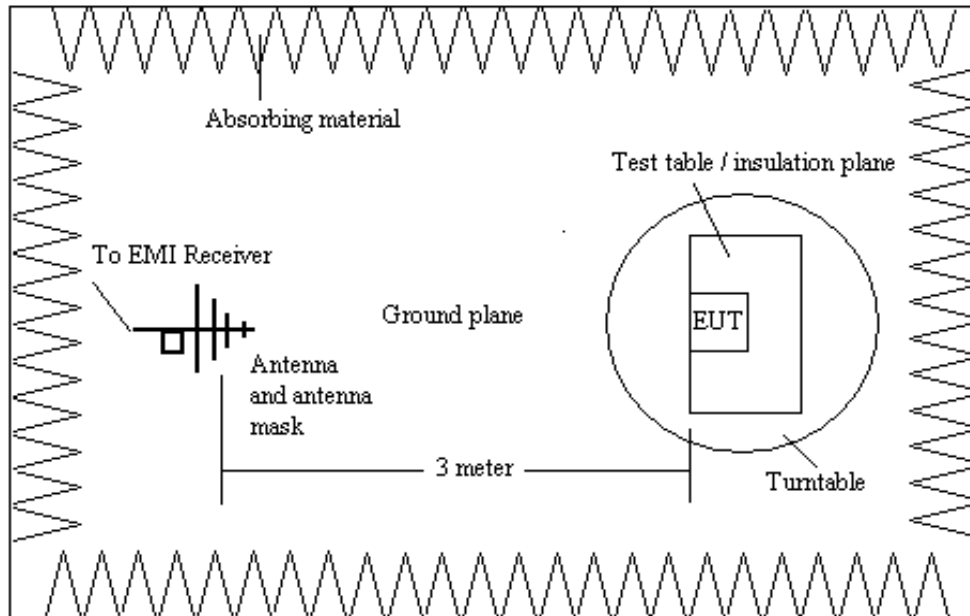 Absorbing material
Test table / insulation plane
To EMI Receiver
Ground plane
EUT
Antenna
and antenna
mask
3 meter
Turntable